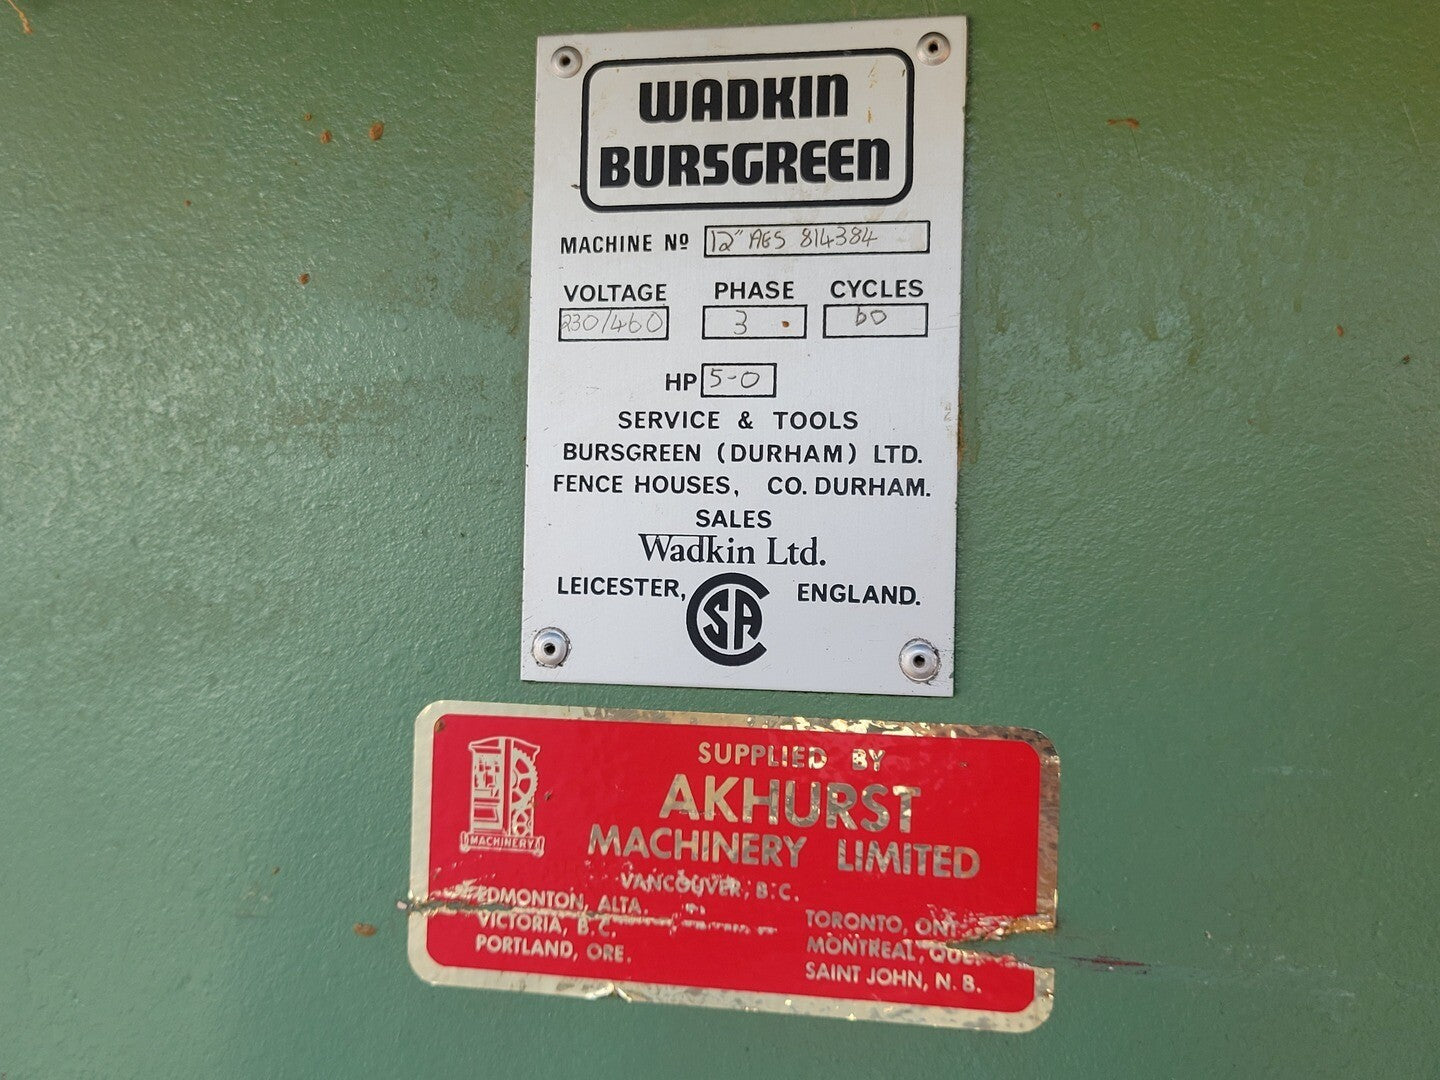 WADKIN
BURSGREEN
MACHINE Nº 12" AGS 814384
VOLTAGE PHASE CYCLES
230/460 3 60
HP 5-0
SERVICE & TOOLS
BURSGREEN (DURHAM) LTD.
FENCE HOUSES, CO. DURHAM.
SALES
Wadkin Ltd.
LEICESTER, ENGLAND.
CSA
SUPPLIED BY
AKHURST
MACHINERY LIMITED
MACHINERY
VANCOUVER, B.C.
EDMONTON, ALTA.
VICTORIA, B.C.
PORTLAND, ORE.
TORONTO, ONT.
MONTREAL, QUE.
SAINT JOHN, N. B.